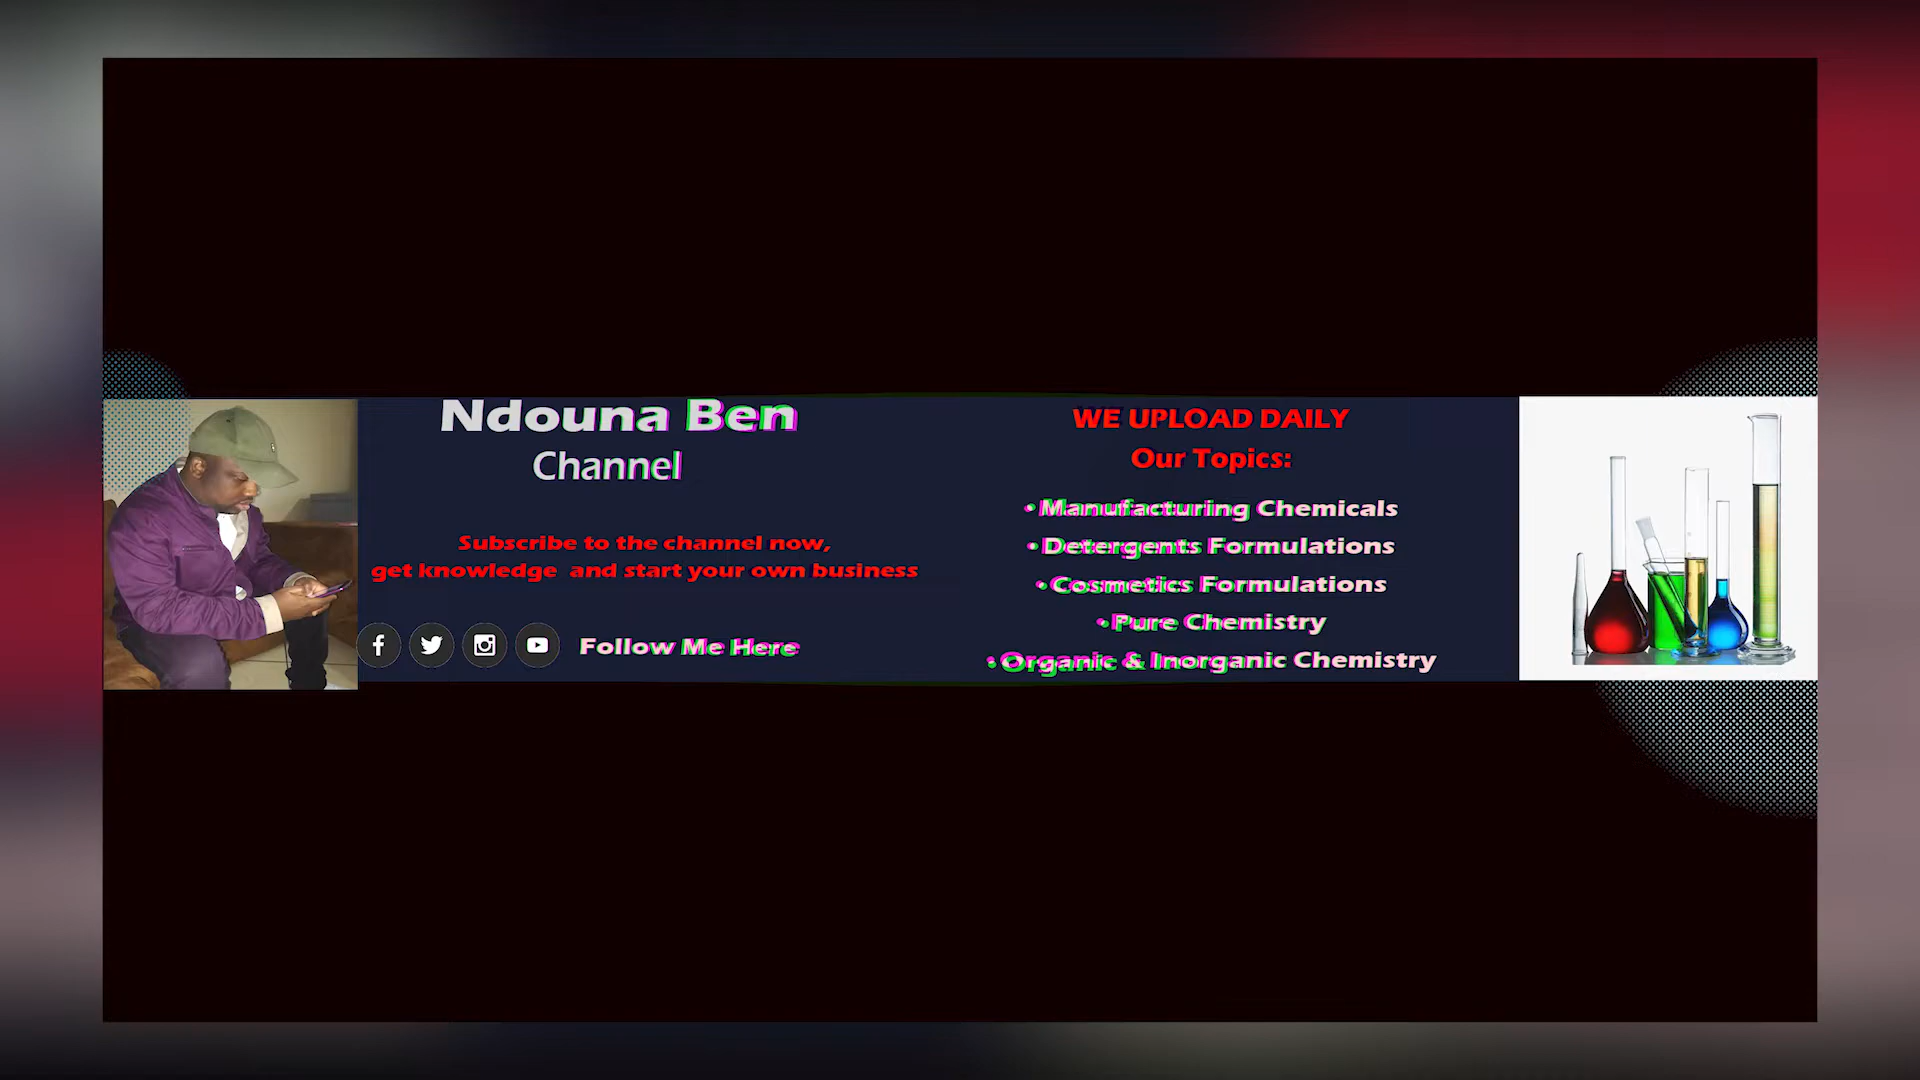 Ndouna Ben
Channel
Subscribe to the channel now,
get knowledge and start your own business
Follow Me Here
WE UPLOAD DAILY
Our Topics:
• Manufacturing Chemicals
• Detergents Formulations
• Cosmetics Formulations
• Pure Chemistry
• Organic & Inorganic Chemistry